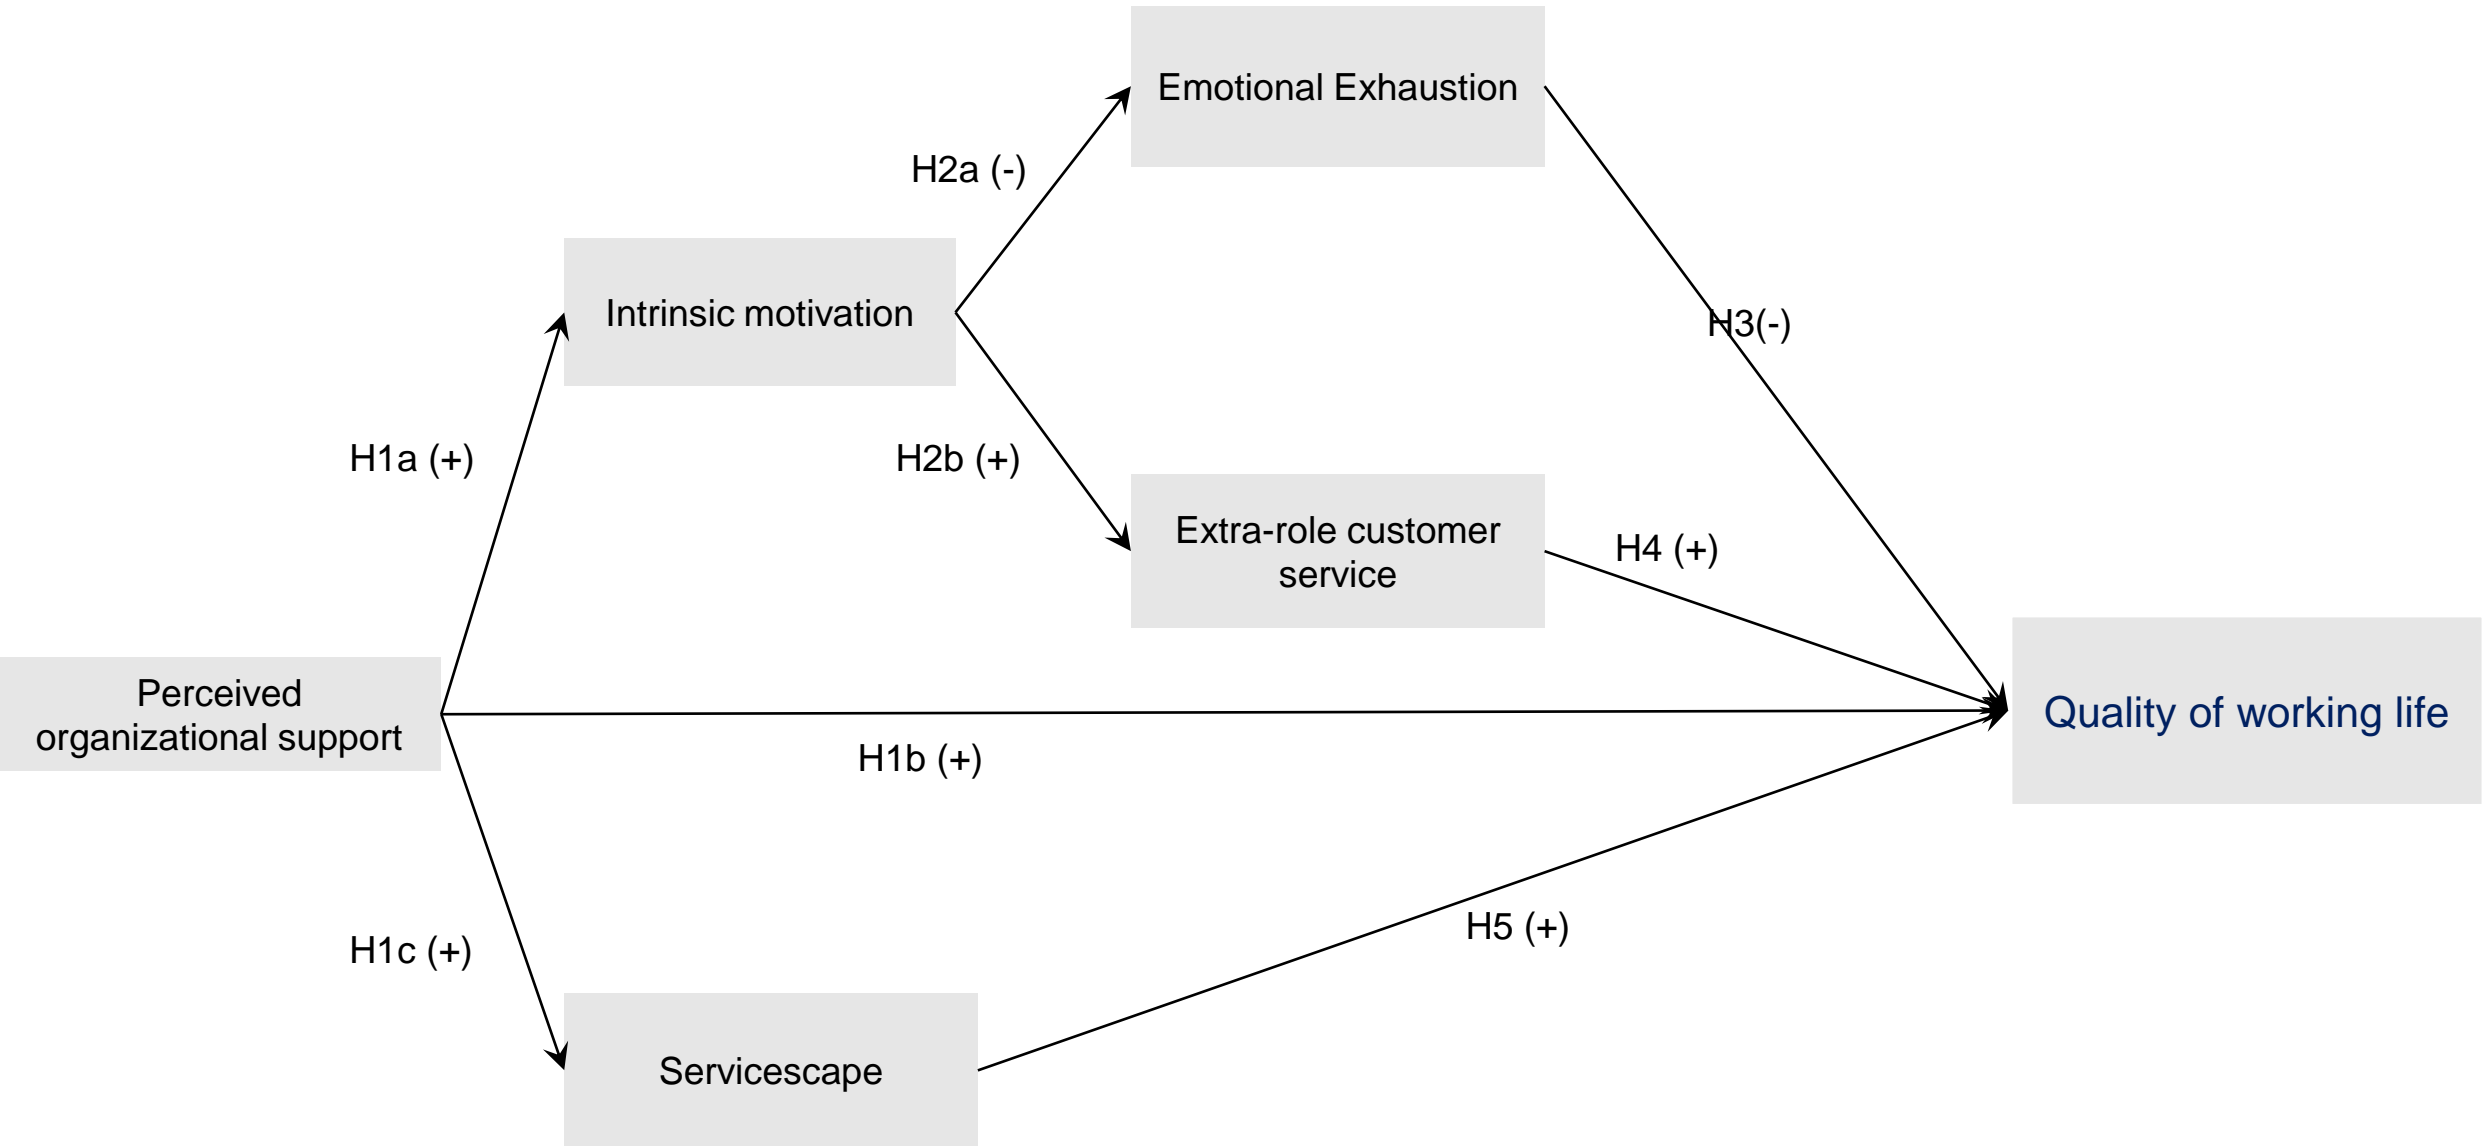 Emotional Exhaustion
H2a (-)
Intrinsic motivation
H3(-)
H1a (+)
H2b (+)
Extra-role customer
service
H4 (+)
Perceived
organizational support
Quality of working life
H1b (+)
H1c (+)
H5 (+)
Servicescape